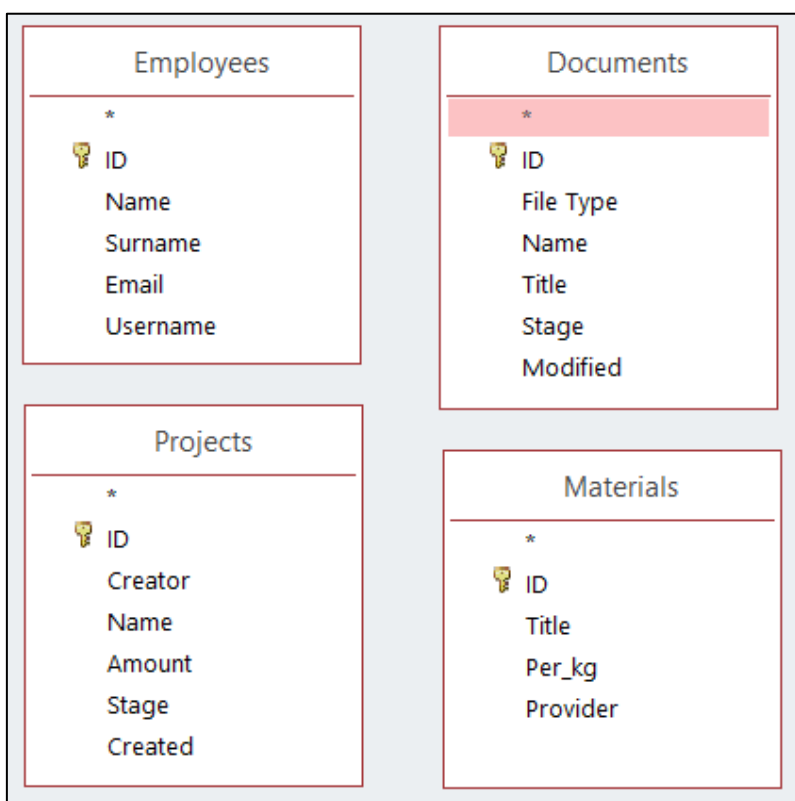 Employees
*
ID
Name
Surname
Email
Username
Documents
*
ID
File Type
Name
Title
Stage
Modified
Projects
*
ID
Creator
Name
Amount
Stage
Created
Materials
*
ID
Title
Per_kg
Provider